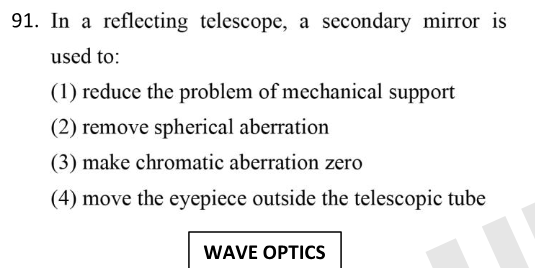 91. In a reflecting telescope, a secondary mirror is
used to:
(1) reduce the problem of mechanical support
(2) remove spherical aberration
(3) make chromatic aberration zero
(4) move the eyepiece outside the telescopic tube
WAVE OPTICS